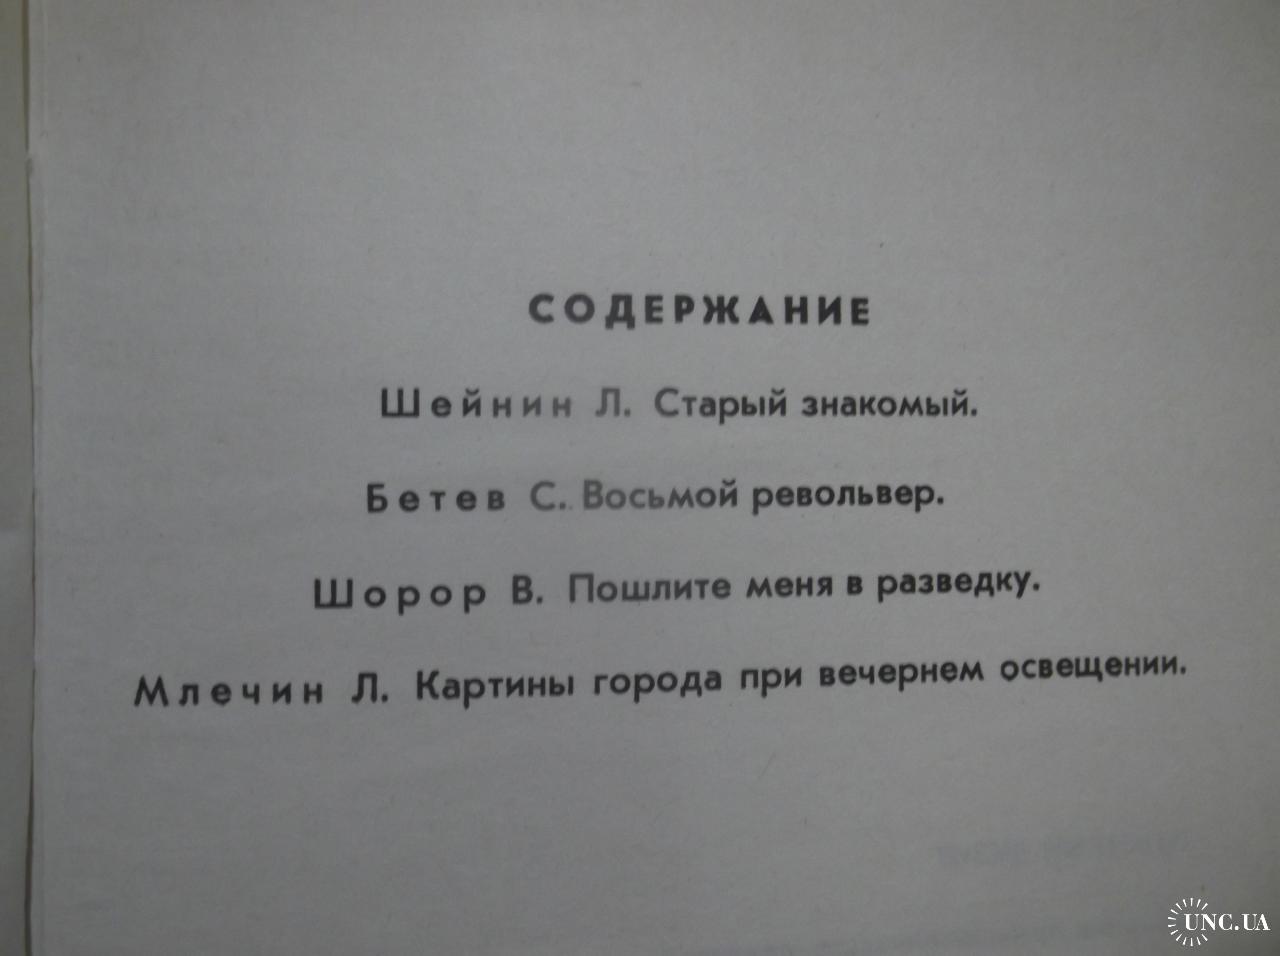 СОДЕРЖАНИЕ
Шейнин Л. Старый знакомый.
Бетев С. Восьмой револьвер.
Шорор В. Пошлите меня в разведку.
Млечин Л. Картины города при вечернем освещении.
UNC.UA